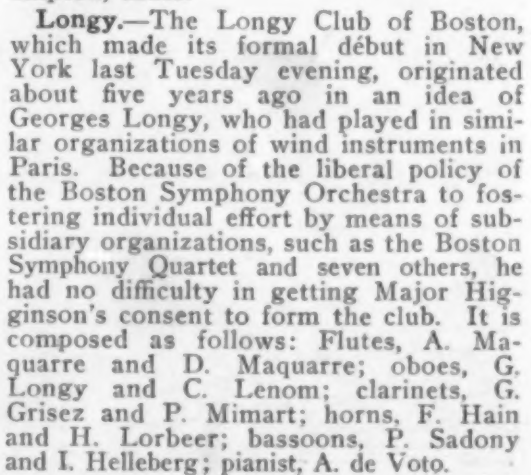 Longy.—The Longy Club of Boston,
which made its formal début in New
York last Tuesday evening, originated
about five years ago in an idea of
Georges Longy, who had played in simi-
lar organizations of wind instruments in
Paris. Because of the liberal policy of
the Boston Symphony Orchestra to fos-
tering individual effort by means of sub-
sidiary organizations, such as the Boston
Symphony Quartet and seven others, he
had no difficulty in getting Major Hig-
ginson's consent to form the club. It is
composed as follows: Flutes, A. Ma-
quarre and D. Maquarre; oboes, G.
Longy and C. Lenom; clarinets, G.
Grisez and P. Mimart; horns, F. Hain
and H. Lorbeer; bassoons, P. Sadony
and I. Helleberg; pianist, A. de Voto.